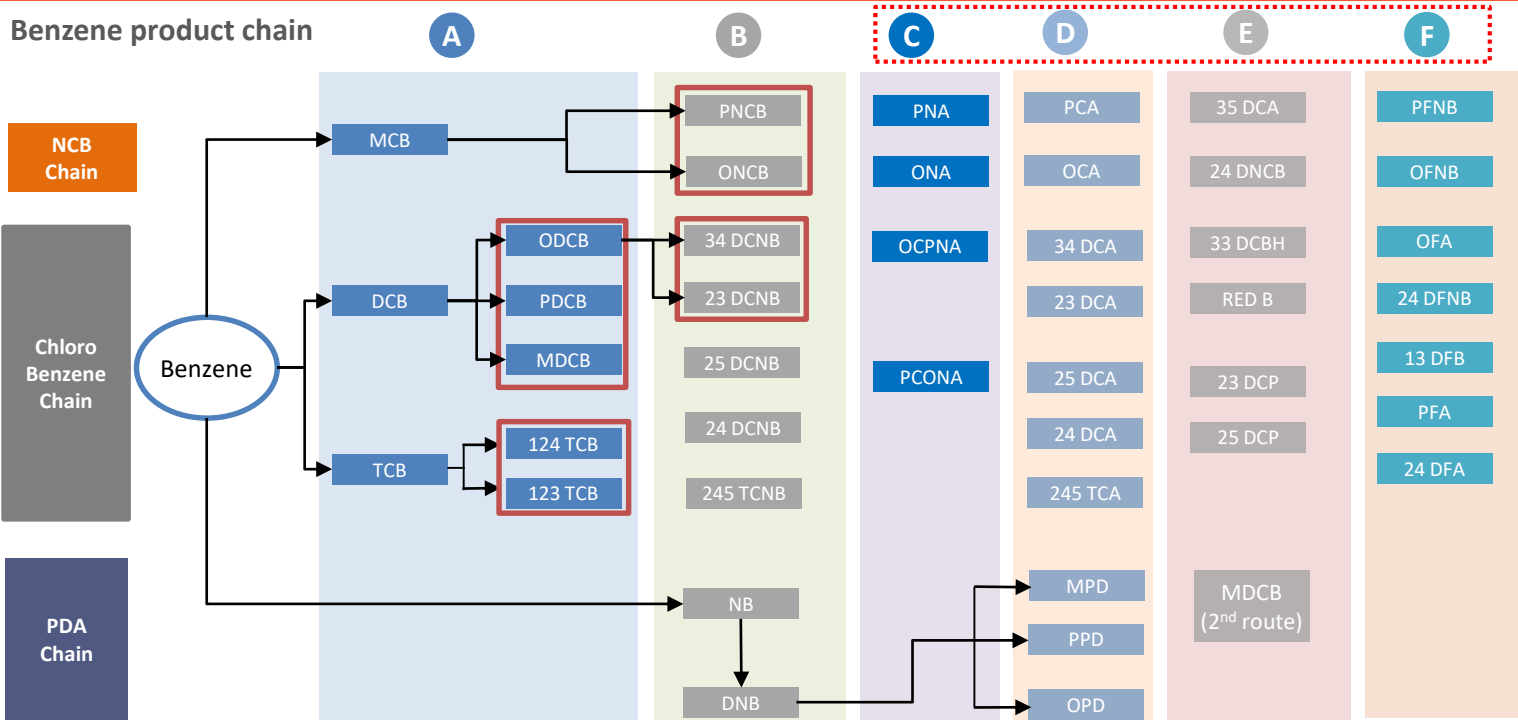 Benzene product chain
A
B
C
D
E
F
NCB
Chain
Chloro
Benzene
Chain
PDA
Chain
Benzene
MCB
DCB
TCB
ODCB
PDCB
MDCB
124 TCB
123 TCB
PNCB
ONCB
34 DCNB
23 DCNB
25 DCNB
24 DCNB
245 TCNB
NB
DNB
PNA
ONA
OCPNA
PCONA
PCA
OCA
34 DCA
23 DCA
25 DCA
24 DCA
245 TCA
MPD
PPD
OPD
35 DCA
24 DNCB
33 DCBH
RED B
23 DCP
25 DCP
MDCB
(2nd route)
PFNB
OFNB
OFA
24 DFNB
13 DFB
PFA
24 DFA